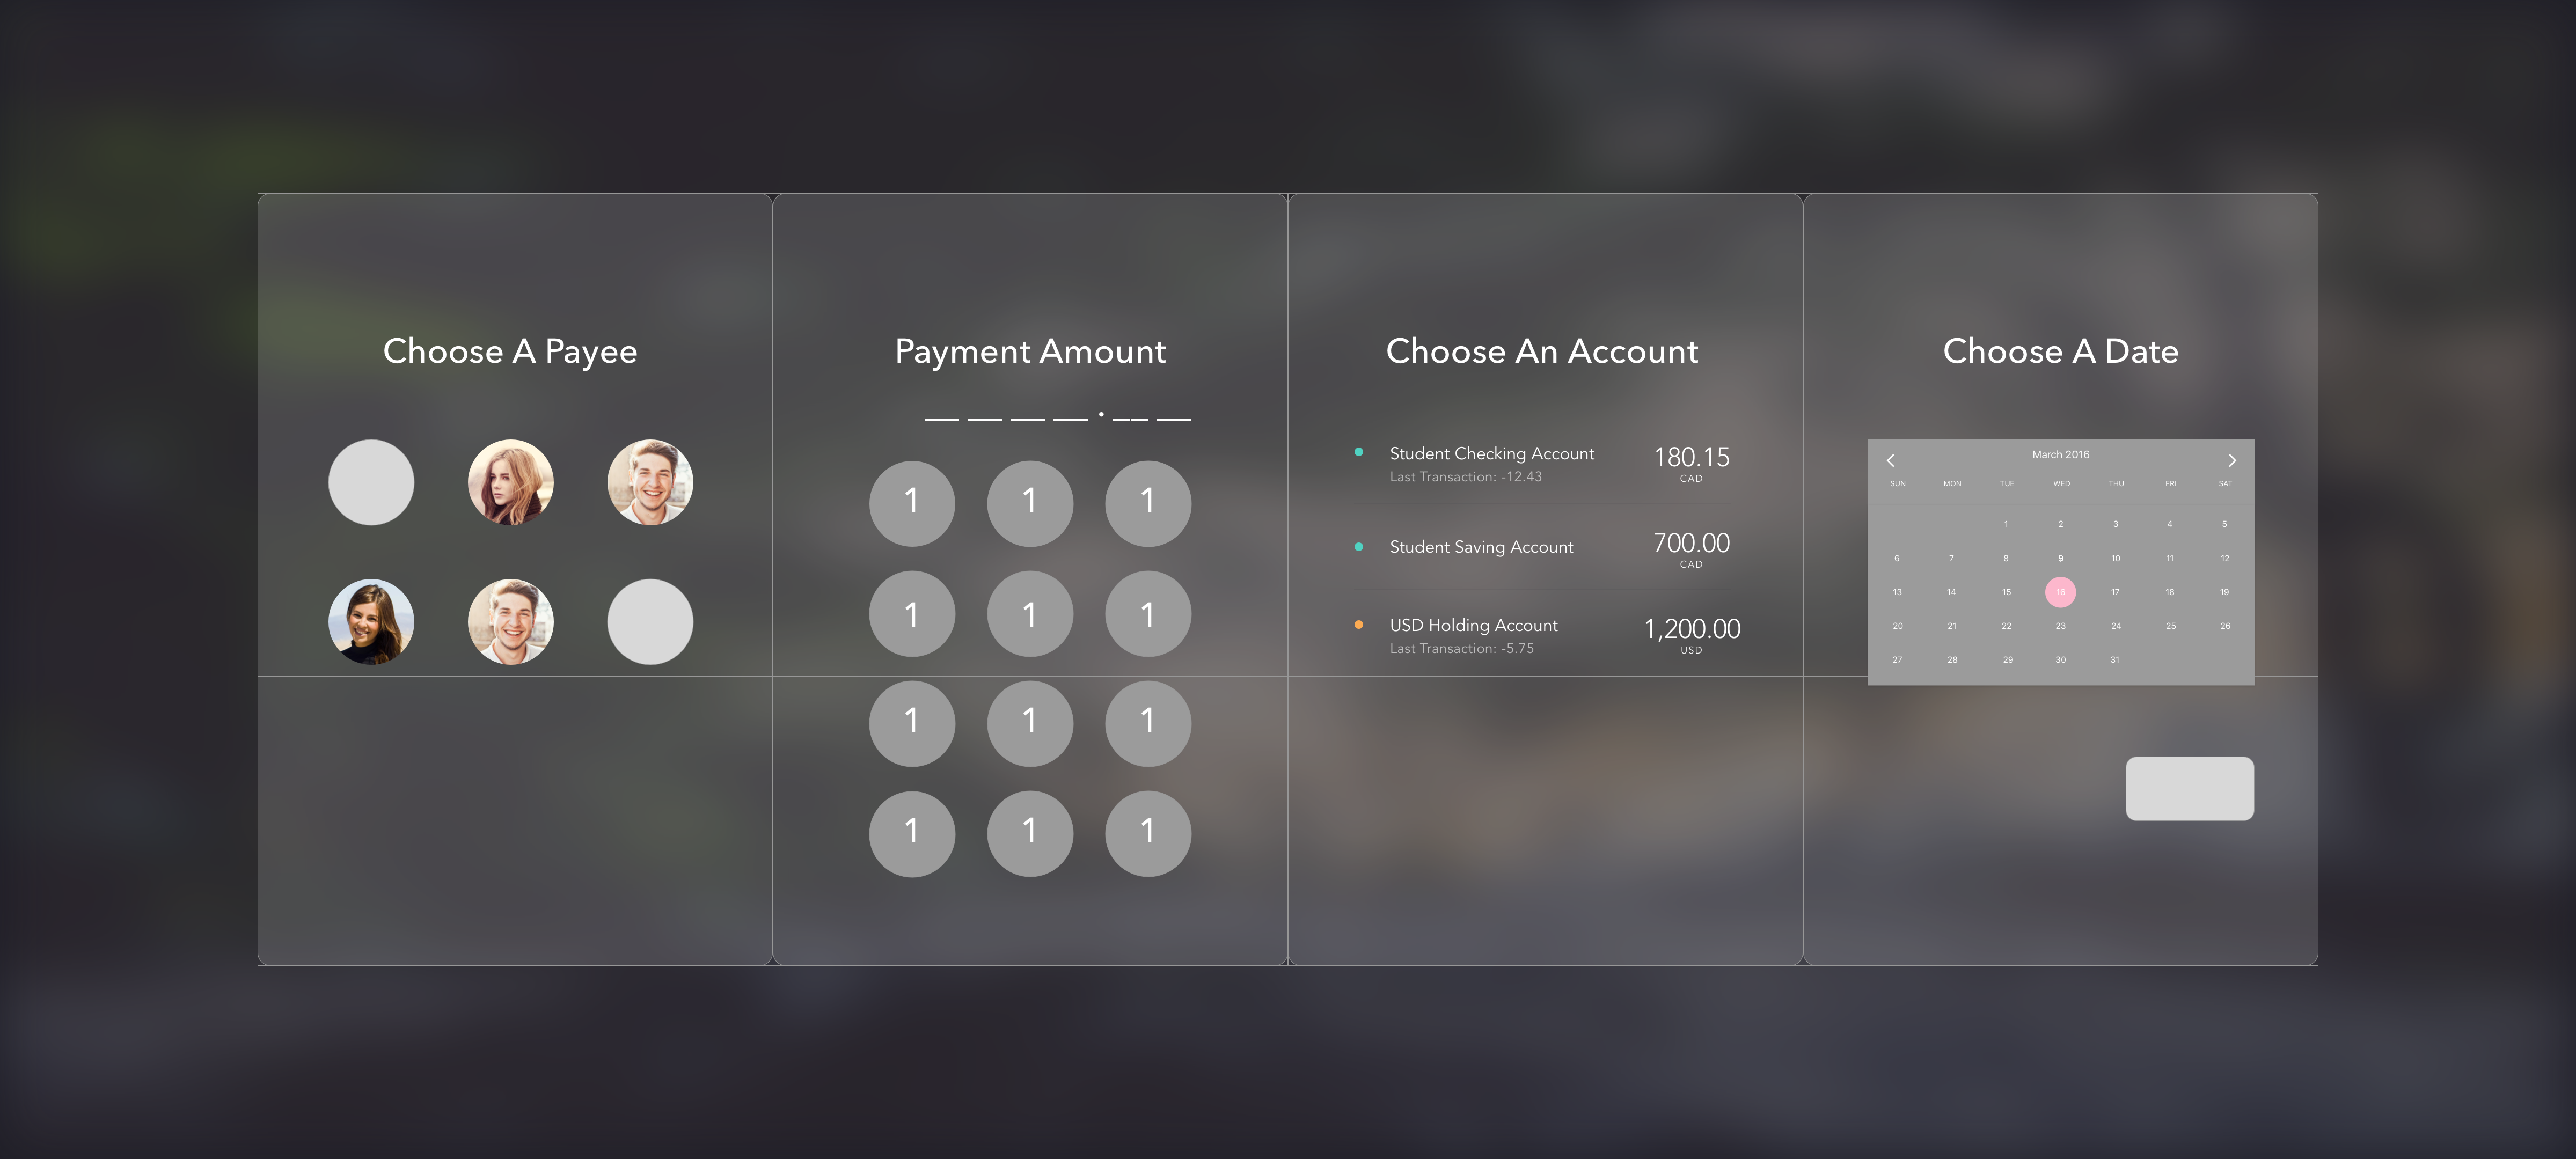 Choose A Payee
Payment Amount
.
1 1 1
1 1 1
1 1 1
1 1 1
Choose An Account
Student Checking Account
Last Transaction: -12.43
180.15
CAD
Student Saving Account
700.00
CAD
USD Holding Account
Last Transaction: -5.75
1,200.00
USD
Choose A Date
March 2016
SUN MON TUE WED THU FRI SAT
1 2 3 4 5
6 7 8 9 10 11 12
13 14 15 16 17 18 19
20 21 22 23 24 25 26
27 28 29 30 31